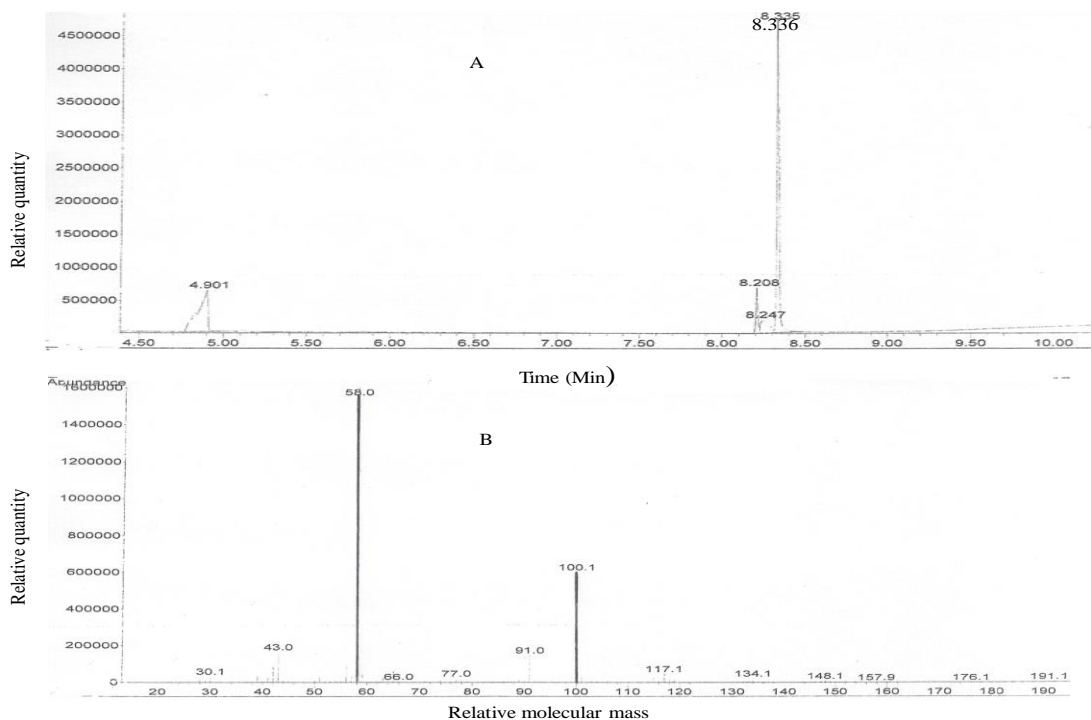 8.335
8.336
4500000
A
4000000
3500000
3000000
2500000
2000000
1500000
1000000
500000
Relative quantity
4.901
8.208
8.247
4.50 5.00 5.50 6.00 6.50 7.00 7.50 8.00 8.50 9.00 9.50 10.00
Time (Min)
Abundance
1600000
58.0
1400000
B
1200000
1000000
800000
600000
400000
200000
0
Relative quantity
100.1
30.1 43.0 66.0 77.0 91.0 117.1 134.1 148.1 157.9 176.1 191.1
20 30 40 50 60 70 80 90 100 110 120 130 140 150 160 170 180 190
Relative molecular mass